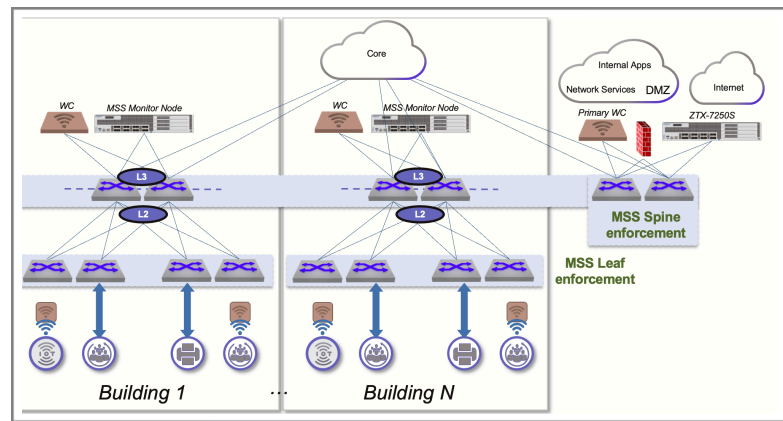 Core
Internal Apps
Network Services DMZ
Internet
WC
MSS Monitor Node
WC
MSS Monitor Node
Primary WC
ZTX-7250S
L3
L3
L2
L2
MSS Spine
enforcement
MSS Leaf
enforcement
Building 1
...
Building N